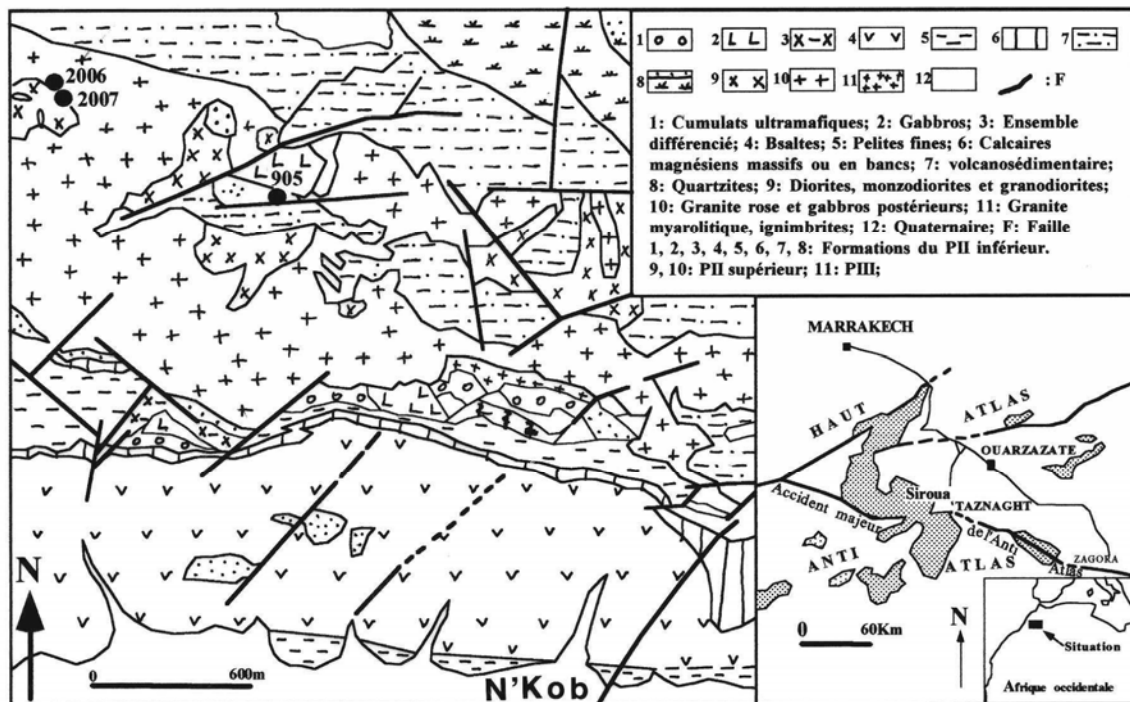 2006
2007
905
0 600m
N
N'Kob
1 2 3 4 5 6 7
8 9 10 11 12 : F
1: Cumulats ultramafiques; 2: Gabbros; 3: Ensemble
différencié; 4: Bsaltes; 5: Pelites fines; 6: Calcaires
magnésiens massifs ou en bancs; 7: volcanosédimentaire;
8: Quartzites; 9: Diorites, monzodiorites et granodiorites;
10: Granite rose et gabbros postérieurs; 11: Granite
myarolitique, ignimbrites; 12: Quaternaire; F: Faille
1, 2, 3, 4, 5, 6, 7, 8: Formations du PII inférieur.
9, 10: PII supérieur; 11: PIII;
MARRAKECH
HAUT ATLAS
OUARZAZATE
Siroua
TAZNAGHT
Accident majeur de l'Anti Atlas
ZAGORA
ANTI ATLAS
0 60Km
N
Situation
Afrique occidentale